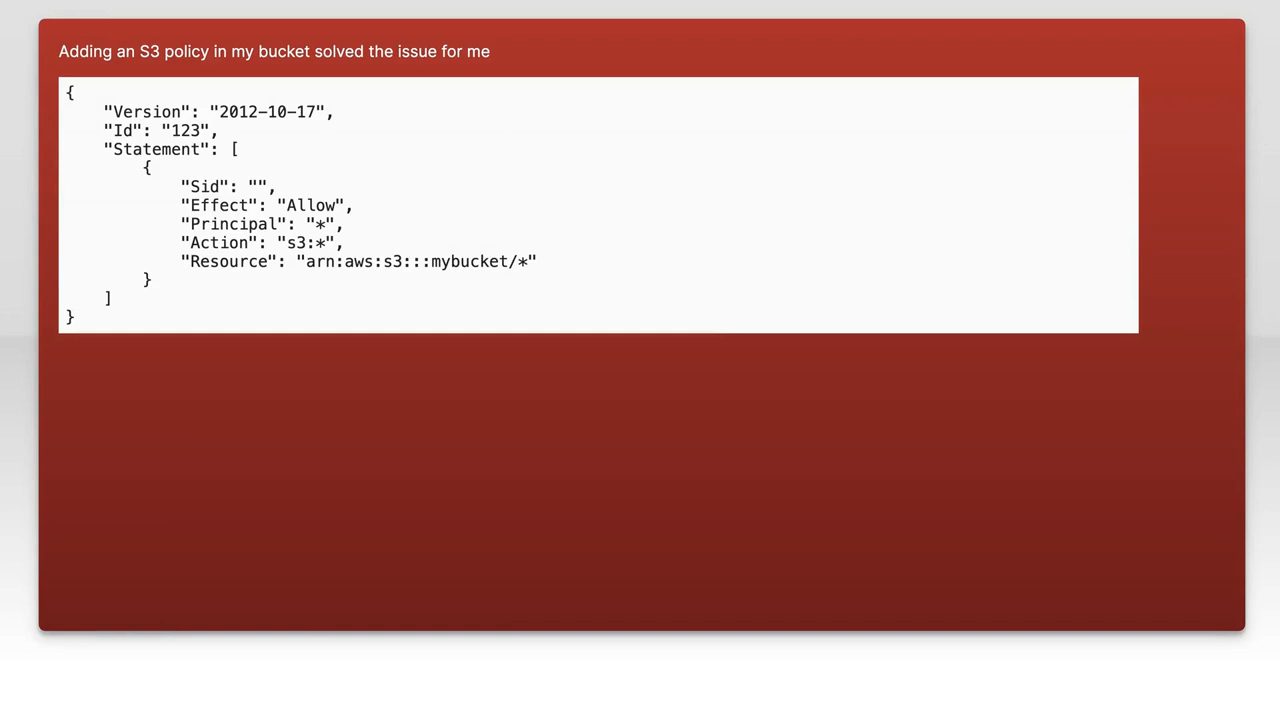 Adding an S3 policy in my bucket solved the issue for me
{
    "Version": "2012-10-17",
    "Id": "123",
    "Statement": [
        {
            "Sid": "",
            "Effect": "Allow",
            "Principal": "*",
            "Action": "s3:*",
            "Resource": "arn:aws:s3:::mybucket/*"
        }
    ]
}